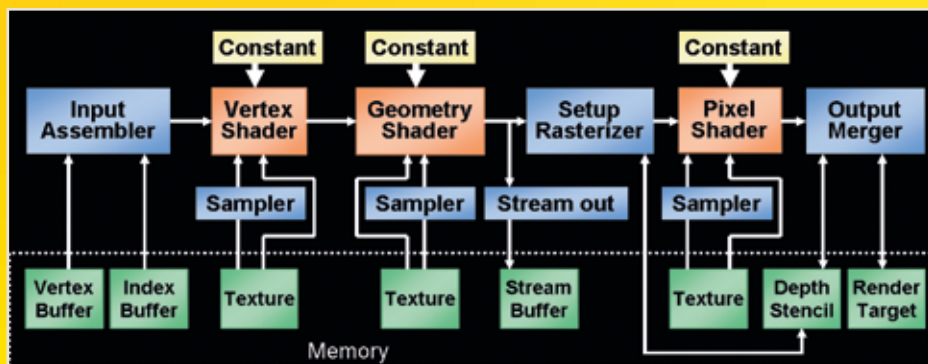 Constant
Constant
Constant
Input
Assembler
Vertex
Shader
Geometry
Shader
Setup
Rasterizer
Pixel
Shader
Output
Merger
Sampler
Sampler
Stream out
Sampler
Vertex
Buffer
Index
Buffer
Texture
Texture
Stream
Buffer
Texture
Depth
Stencil
Render
Target
Memory